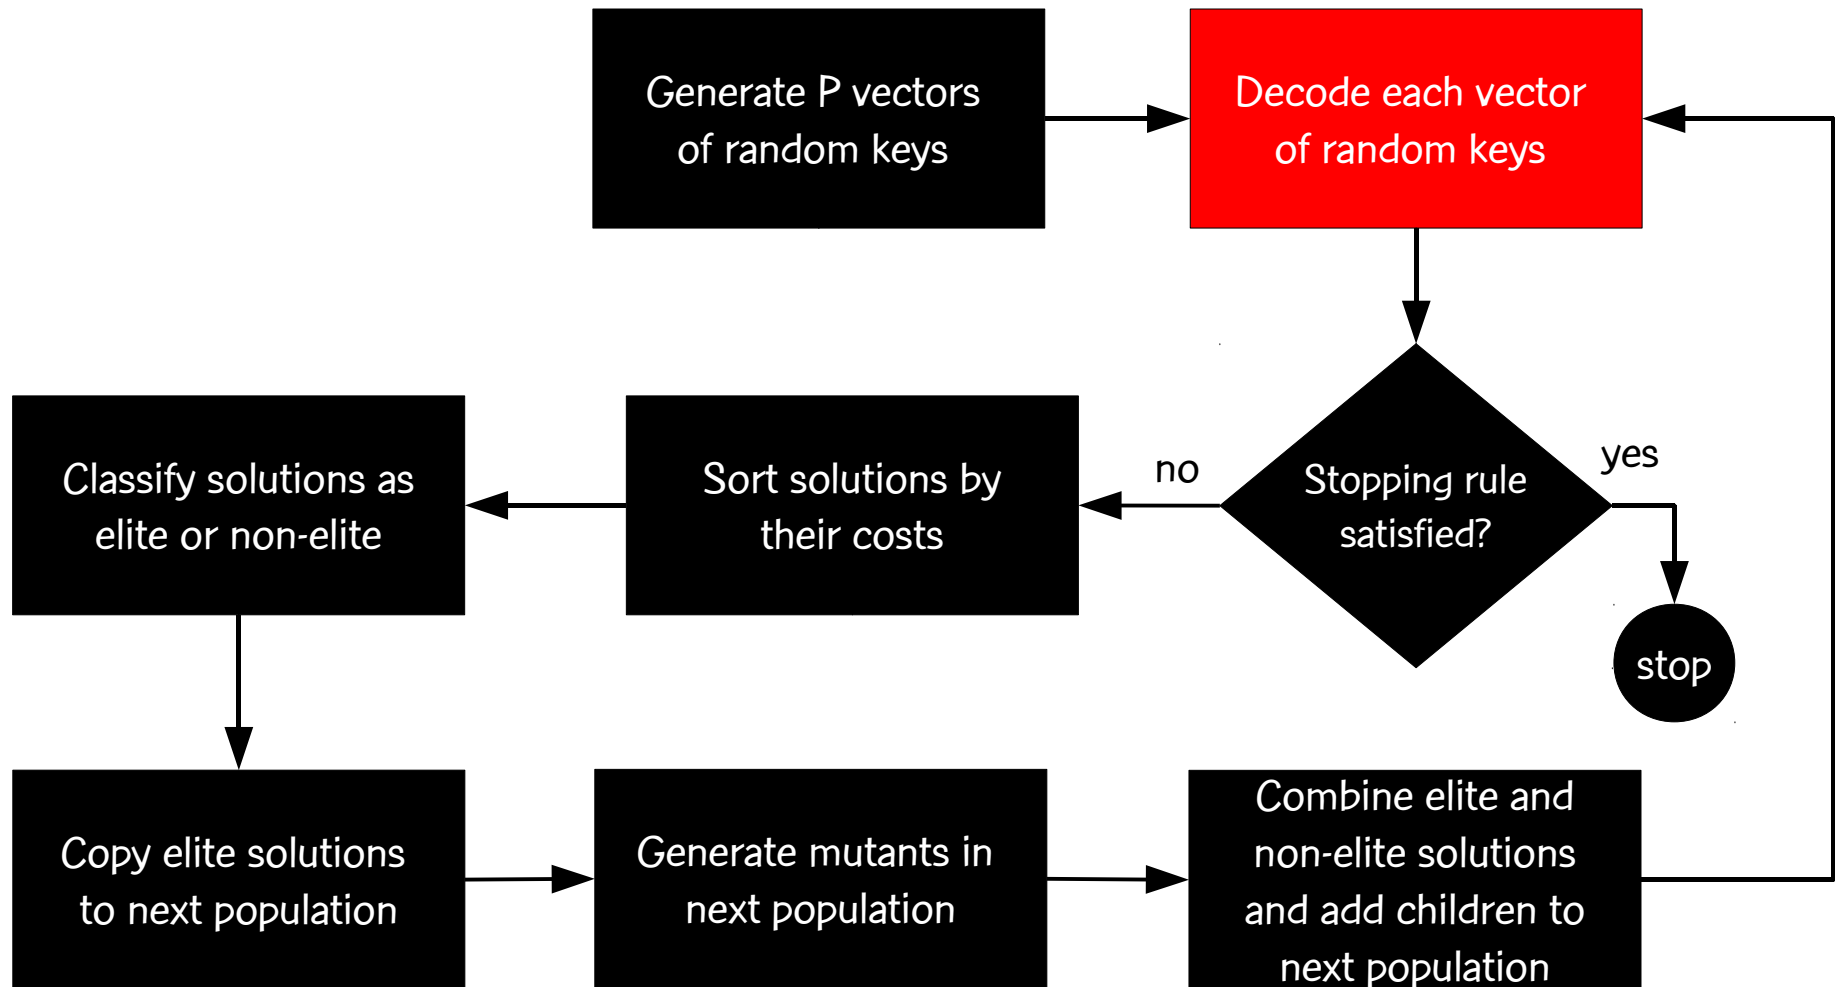 Generate P vectors
of random keys
Decode each vector
of random keys
Classify solutions as
elite or non-elite
Sort solutions by
their costs
no
Stopping rule
satisfied?
yes
stop
Copy elite solutions
to next population
Generate mutants in
next population
Combine elite and
non-elite solutions
and add children to
next population